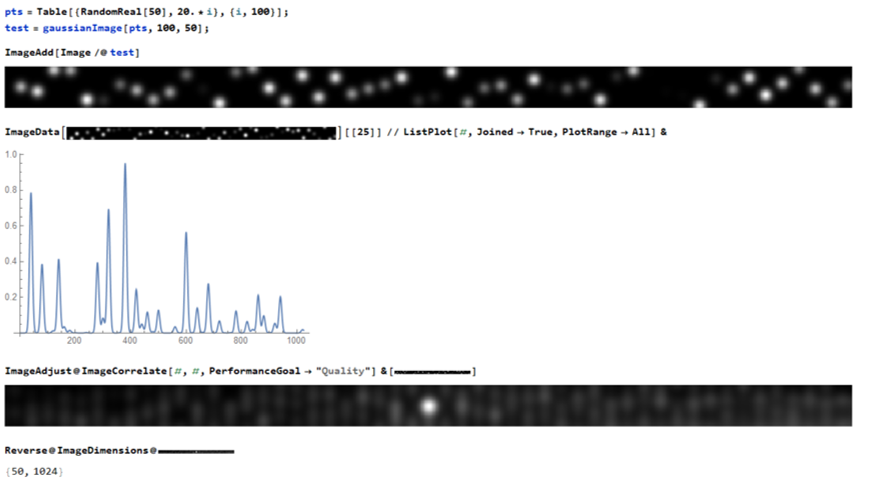 pts = Table[{RandomReal[50], 20. * i}, {i, 100}];
test = gaussianImage[pts, 100, 50];
ImageAdd[Image /@ test]
ImageData[ ][[25]] // ListPlot[#, Joined → True, PlotRange → All] &
1.0
0.8
0.6
0.4
0.2
200 400 600 800 1000
ImageAdjust@ImageCorrelate[#, #, PerformanceGoal → "Quality"] &[ ]
Reverse@ImageDimensions@
{50, 1024}